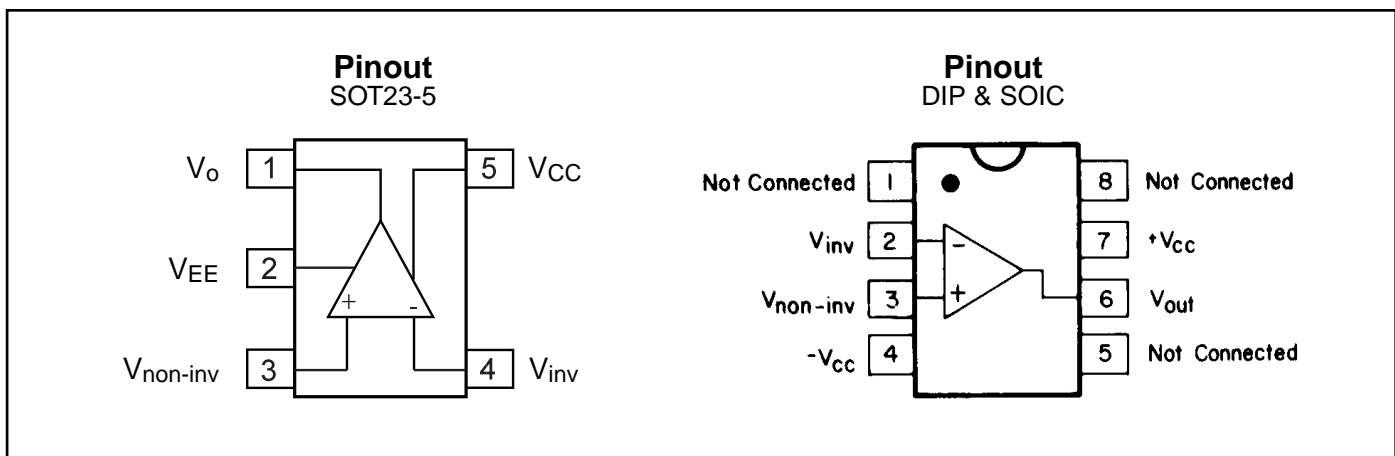 Pinout
SOT23-5
Vo
1
5
VCC
VEE
2
+
-
Vnon-inv
3
4
Vinv
Pinout
DIP & SOIC
Not Connected
1
8
Not Connected
Vinv
2
-
7
+Vcc
Vnon-inv
3
+
6
Vout
-Vcc
4
5
Not Connected